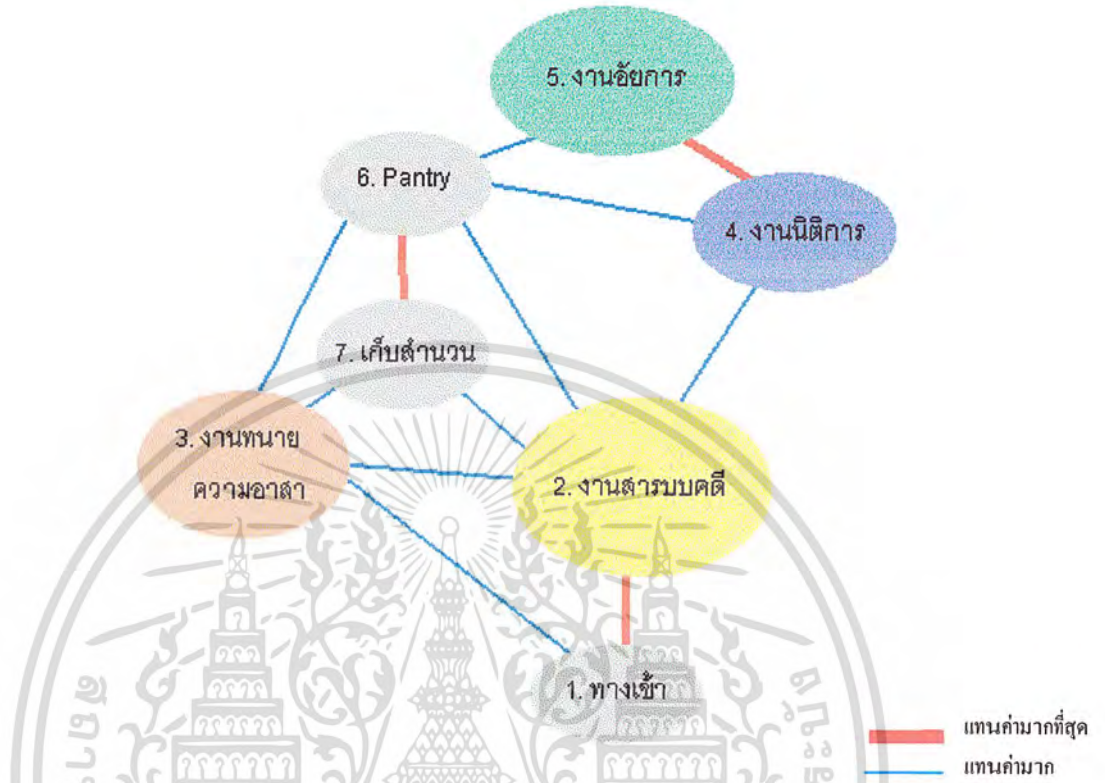 5. งานอัยการ
6. Pantry
4. งานนิติการ
7. เก็บสำนวน
3. งานทนาย
ความอาสา
2. งานสารบบคดี
1. ทางเข้า
แทนค่ามากที่สุด
แทนค่ามาก